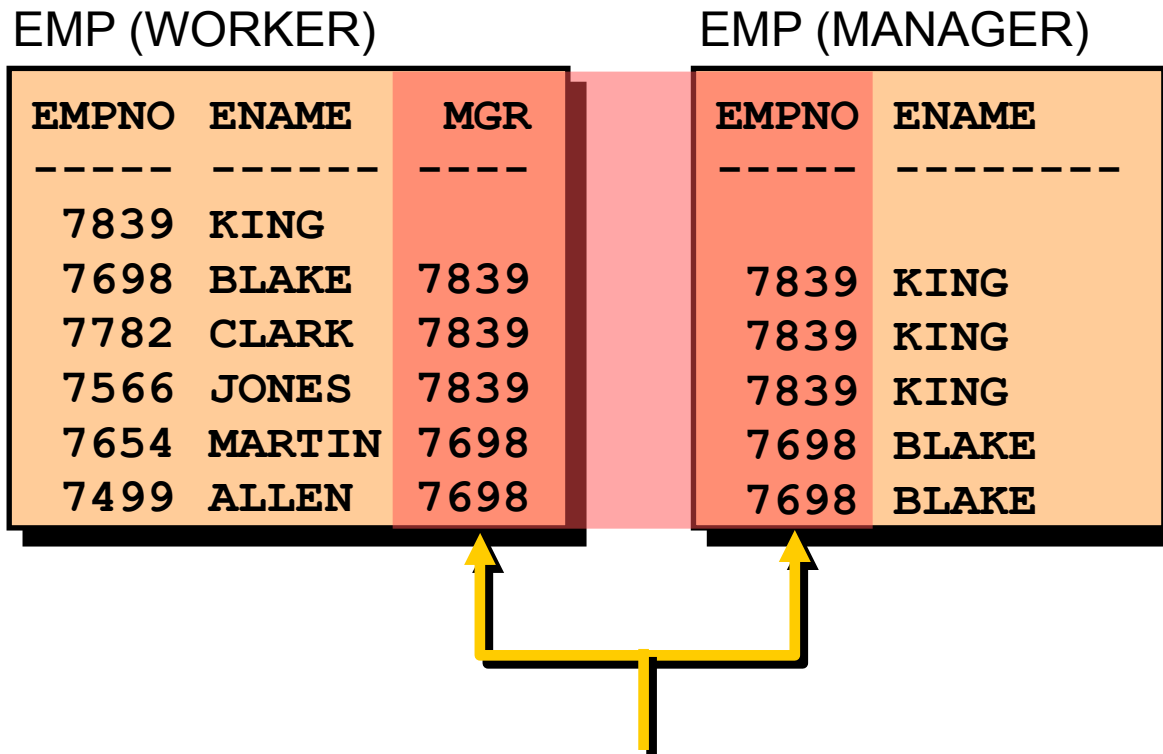 EMP (WORKER)
EMPNO ENAME MGR
----- ------ ----
7839 KING
7698 BLAKE 7839
7782 CLARK 7839
7566 JONES 7839
7654 MARTIN 7698
7499 ALLEN 7698
EMP (MANAGER)
EMPNO ENAME
----- --------
7839 KING
7839 KING
7839 KING
7698 BLAKE
7698 BLAKE